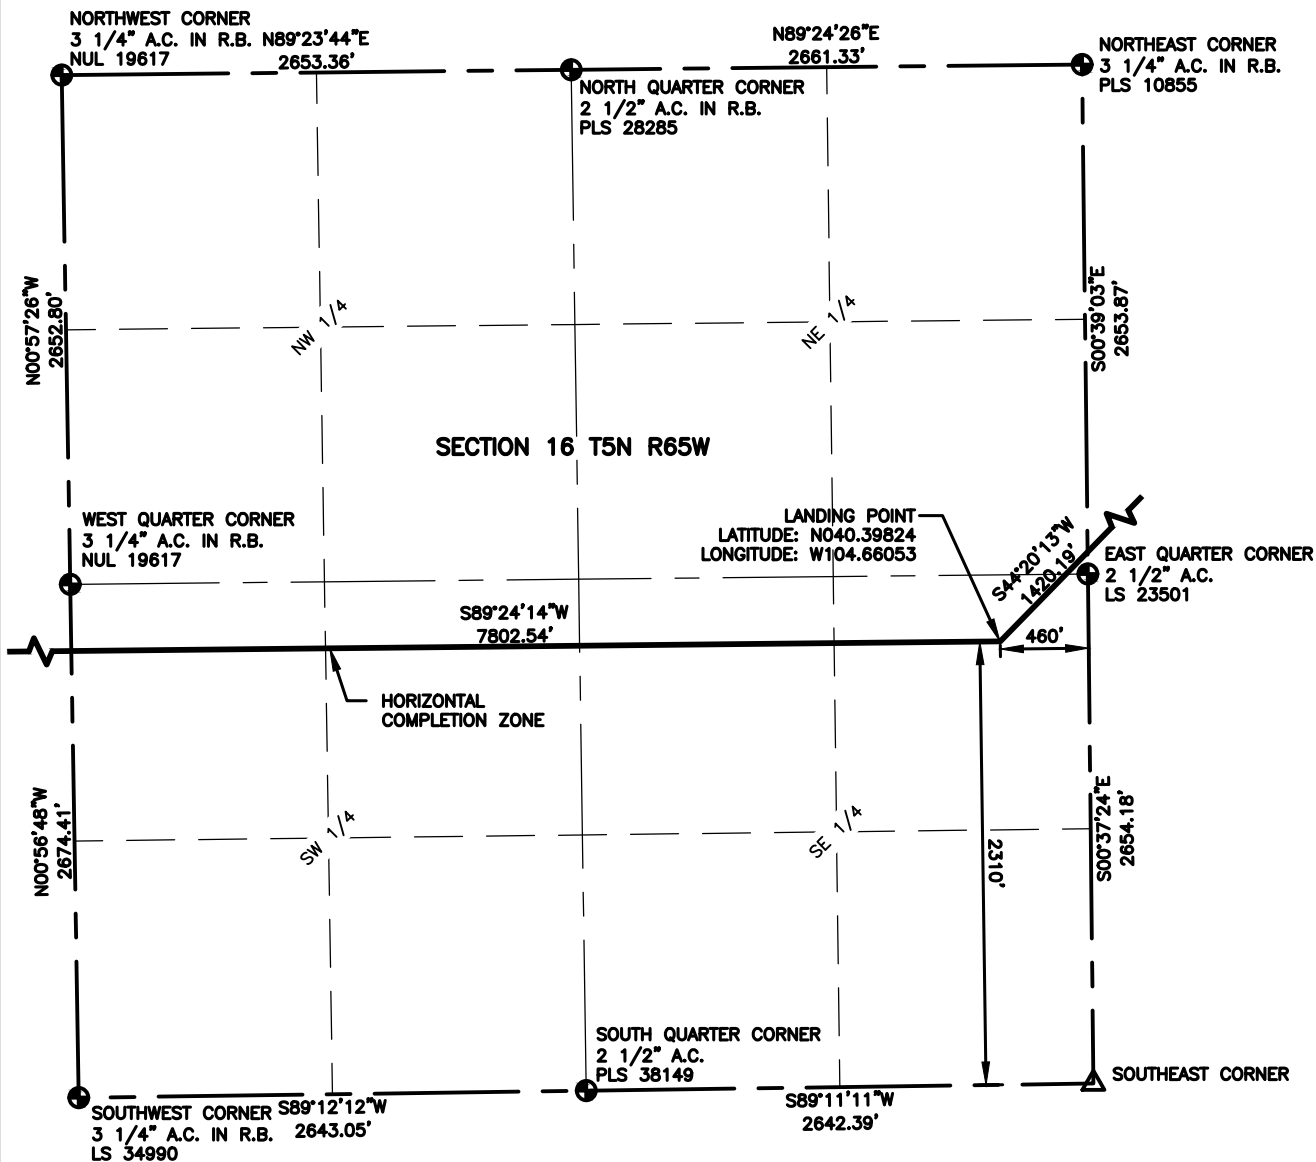 NORTHWEST CORNER
3 1/4" A.C. IN R.B.
NUL 19617
N89°23'44"E
2653.36'
N89°24'26"E
2661.33'
NORTHEAST CORNER
3 1/4" A.C. IN R.B.
PLS 10855
NORTH QUARTER CORNER
2 1/2" A.C. IN R.B.
PLS 28285
N00°57'26"W
2652.80'
NW 1/4
NE 1/4
S00°39'03"E
2653.87'
SECTION 16 T5N R65W
WEST QUARTER CORNER
3 1/4" A.C. IN R.B.
NUL 19617
LANDING POINT
LATITUDE: N040.39824
LONGITUDE: W104.66053
S44°20'13"W
1420.19'
EAST QUARTER CORNER
2 1/2" A.C.
LS 23501
S89°24'14"W
7802.54'
460'
HORIZONTAL
COMPLETION ZONE
N00°56'48"W
2674.41'
SW 1/4
SE 1/4
2310'
S00°37'24"E
2654.18'
SOUTH QUARTER CORNER
2 1/2" A.C.
PLS 38149
SOUTHEAST CORNER
SOUTHWEST CORNER
3 1/4" A.C. IN R.B.
LS 34990
S89°12'12"W
2643.05'
S89°11'11"W
2642.39'